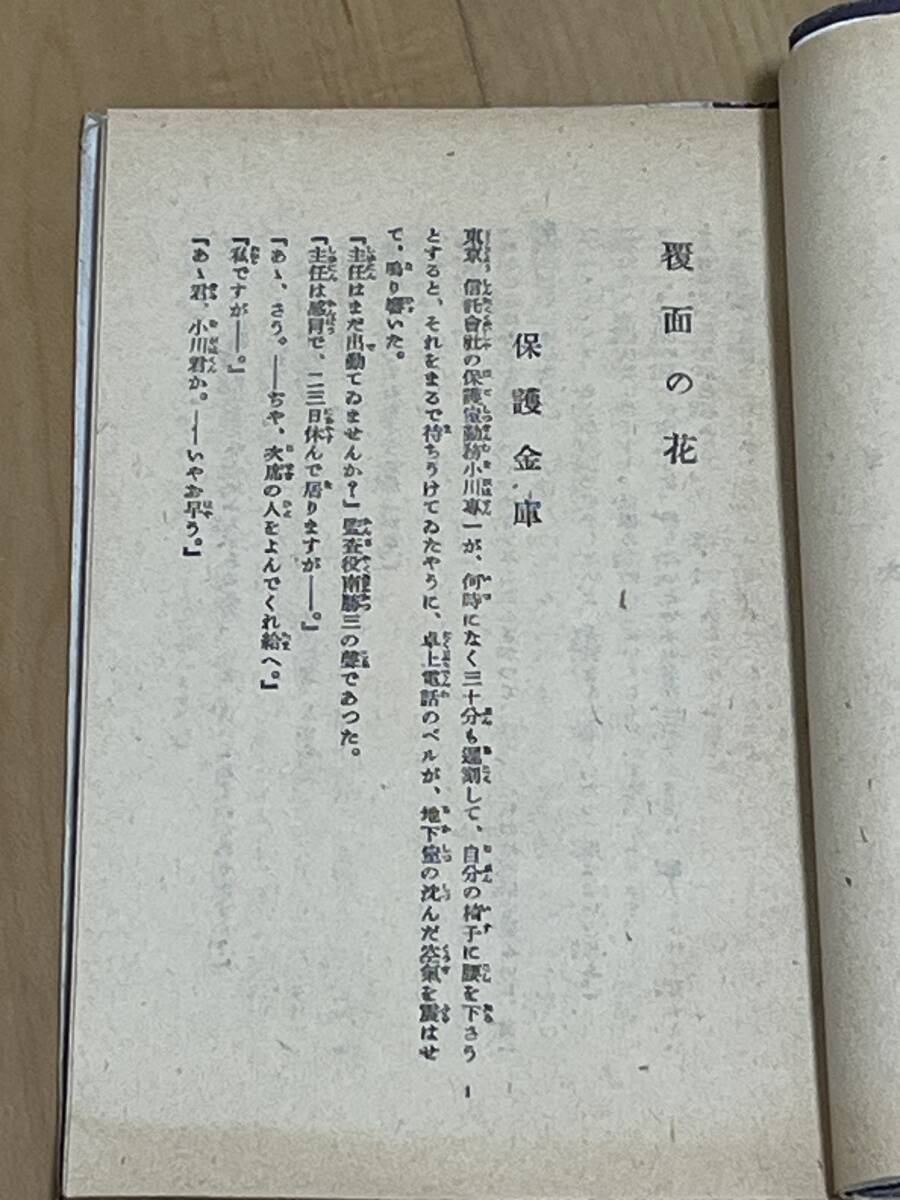 覆面の花
保護金庫
東京信託會社の保護室勤務小川專一が、何時になく三十分も遲刻して、自分の椅子に腰を下さう
とすると、それをまるで待ちうけてゐたやうに、卓上電話のベルが、地下室の沈んだ空氣を震はせ
て、鳴り響いた。
『主任はまだ出勤てゐませんか?』監査役南勝三の聲であつた。
『主任は感冒で、二三日休んで居りますが――。』
『あゝ、さう。――ぢや、次席の人をよんでくれ給へ。』
『私ですが――。』
『あゝ君、小川君か。――いやお早う。』
1